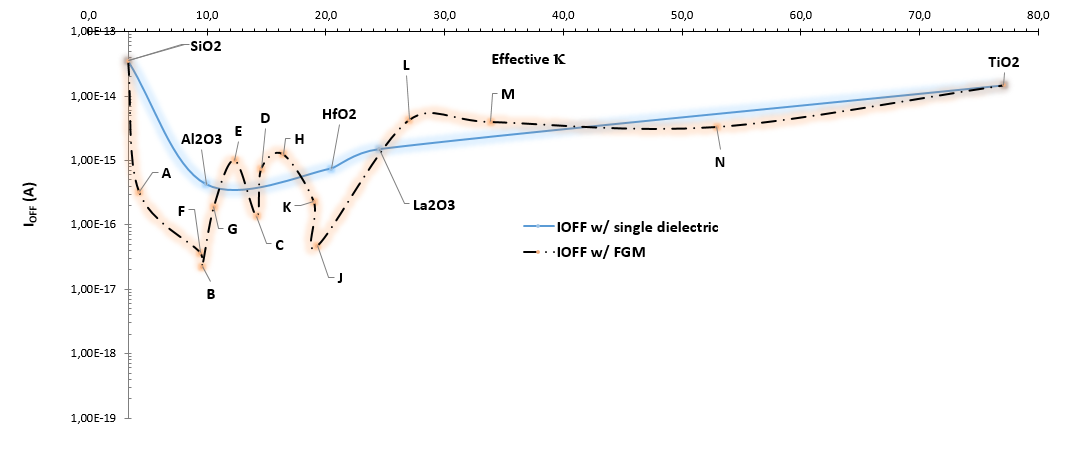 0,0 10,0 20,0 30,0 40,0 50,0 60,0 70,0 80,0
1,00E-13
SiO2
Effective K
TiO2
L
1,00E-14
M
D
HfO2
Al2O3
E
H
1,00E-15
N
A
K
La2O3
F
1,00E-16
G
C
IOFF w/ single dielectric
IOFF w/ FGM
J
1,00E-17
B
1,00E-18
1,00E-19
IOFF (A)